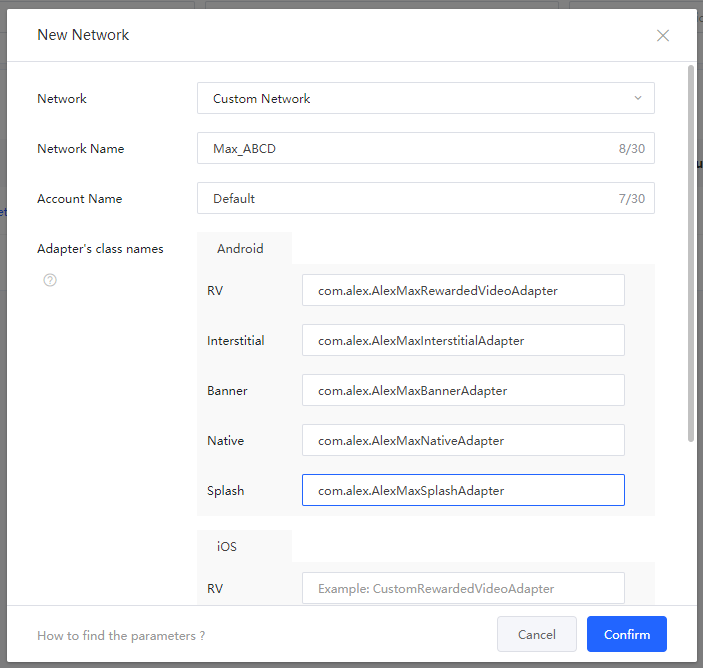 New Network
Network Custom Network
Network Name Max_ABCD 8/30
Account Name Default 7/30
Adapter's class names Android
?
RV com.alex.AlexMaxRewardedVideoAdapter
Interstitial com.alex.AlexMaxInterstitialAdapter
Banner com.alex.AlexMaxBannerAdapter
Native com.alex.AlexMaxNativeAdapter
Splash com.alex.AlexMaxSplashAdapter
iOS
RV Example: CustomRewardedVideoAdapter
How to find the parameters ? Cancel Confirm